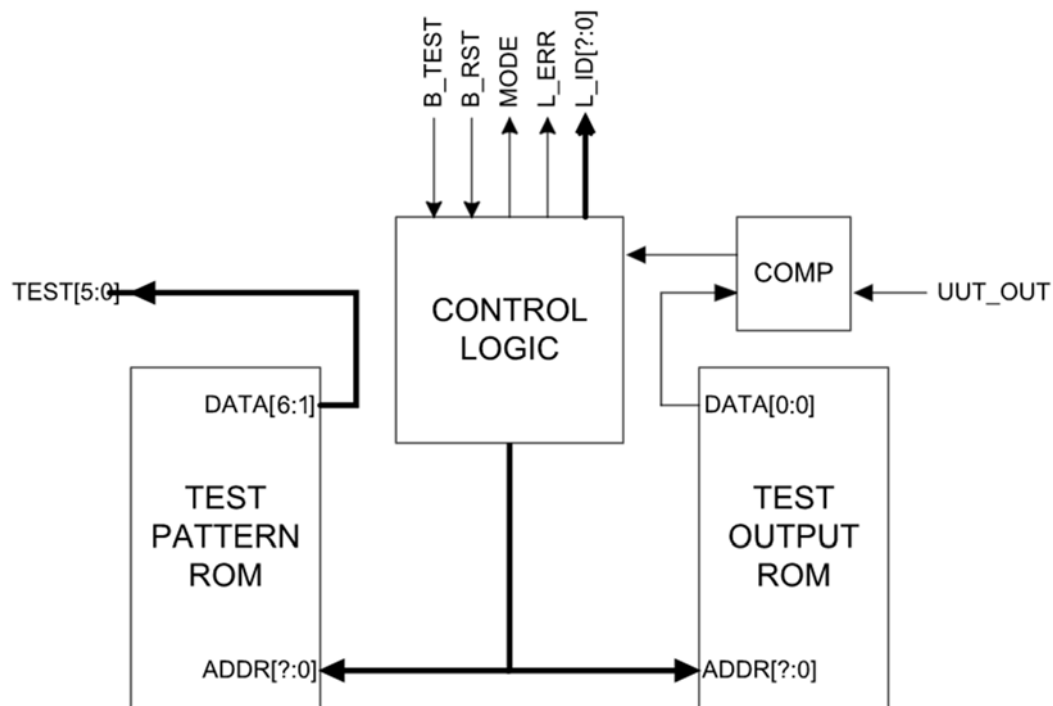 B_TEST
B_RST
MODE
L_ERR
L_ID[?:0]
TEST[5:0]
CONTROL
LOGIC
COMP
UUT_OUT
DATA[6:1]
DATA[0:0]
TEST
PATTERN
ROM
TEST
OUTPUT
ROM
ADDR[?:0]
ADDR[?:0]